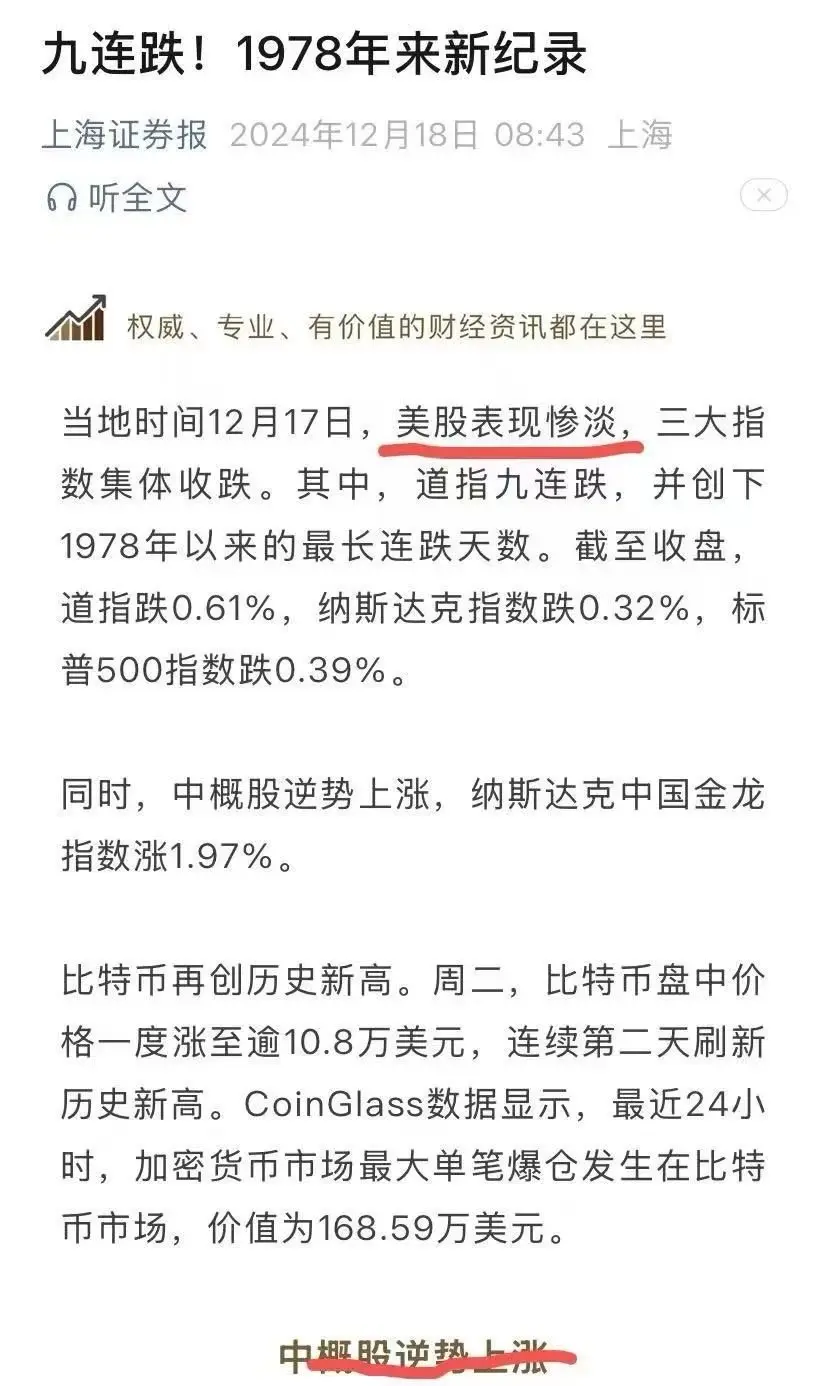 九连跌！1978年来新纪录
上海证券报 2024年12月18日 08:43 上海
听全文
权威、专业、有价值的财经资讯都在这里
当地时间12月17日，美股表现惨淡，三大指
数集体收跌。其中，道指九连跌，并创下
1978年以来的最长连跌天数。截至收盘，
道指跌0.61%，纳斯达克指数跌0.32%，标
普500指数跌0.39%。
同时，中概股逆势上涨，纳斯达克中国金龙
指数涨1.97%。
比特币再创历史新高。周二，比特币盘中价
格一度涨至逾10.8万美元，连续第二天刷新
历史新高。CoinGlass数据显示，最近24小
时，加密货币市场最大单笔爆仓发生在比特
币市场，价值为168.59万美元。
中概股逆势上涨